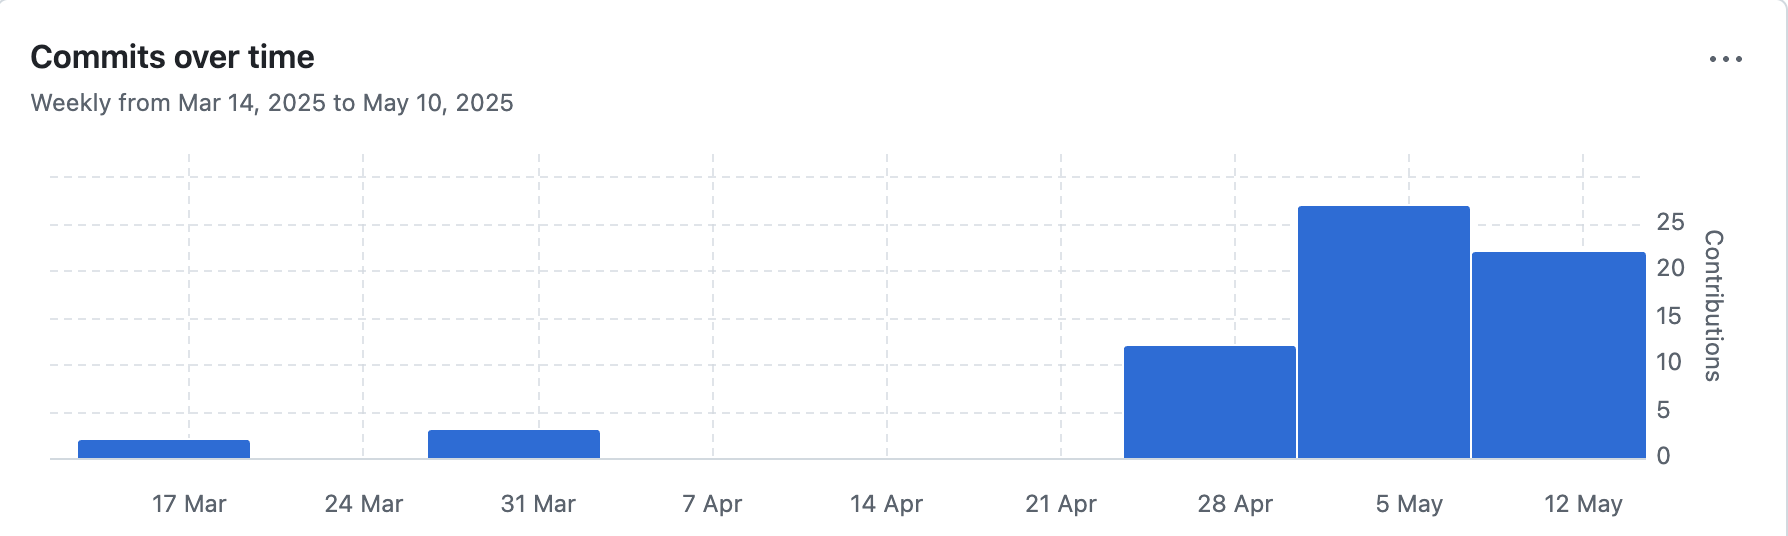 Commits over time
Weekly from Mar 14, 2025 to May 10, 2025
25
20
15
10
5
0
Contributions
17 Mar 24 Mar 31 Mar 7 Apr 14 Apr 21 Apr 28 Apr 5 May 12 May